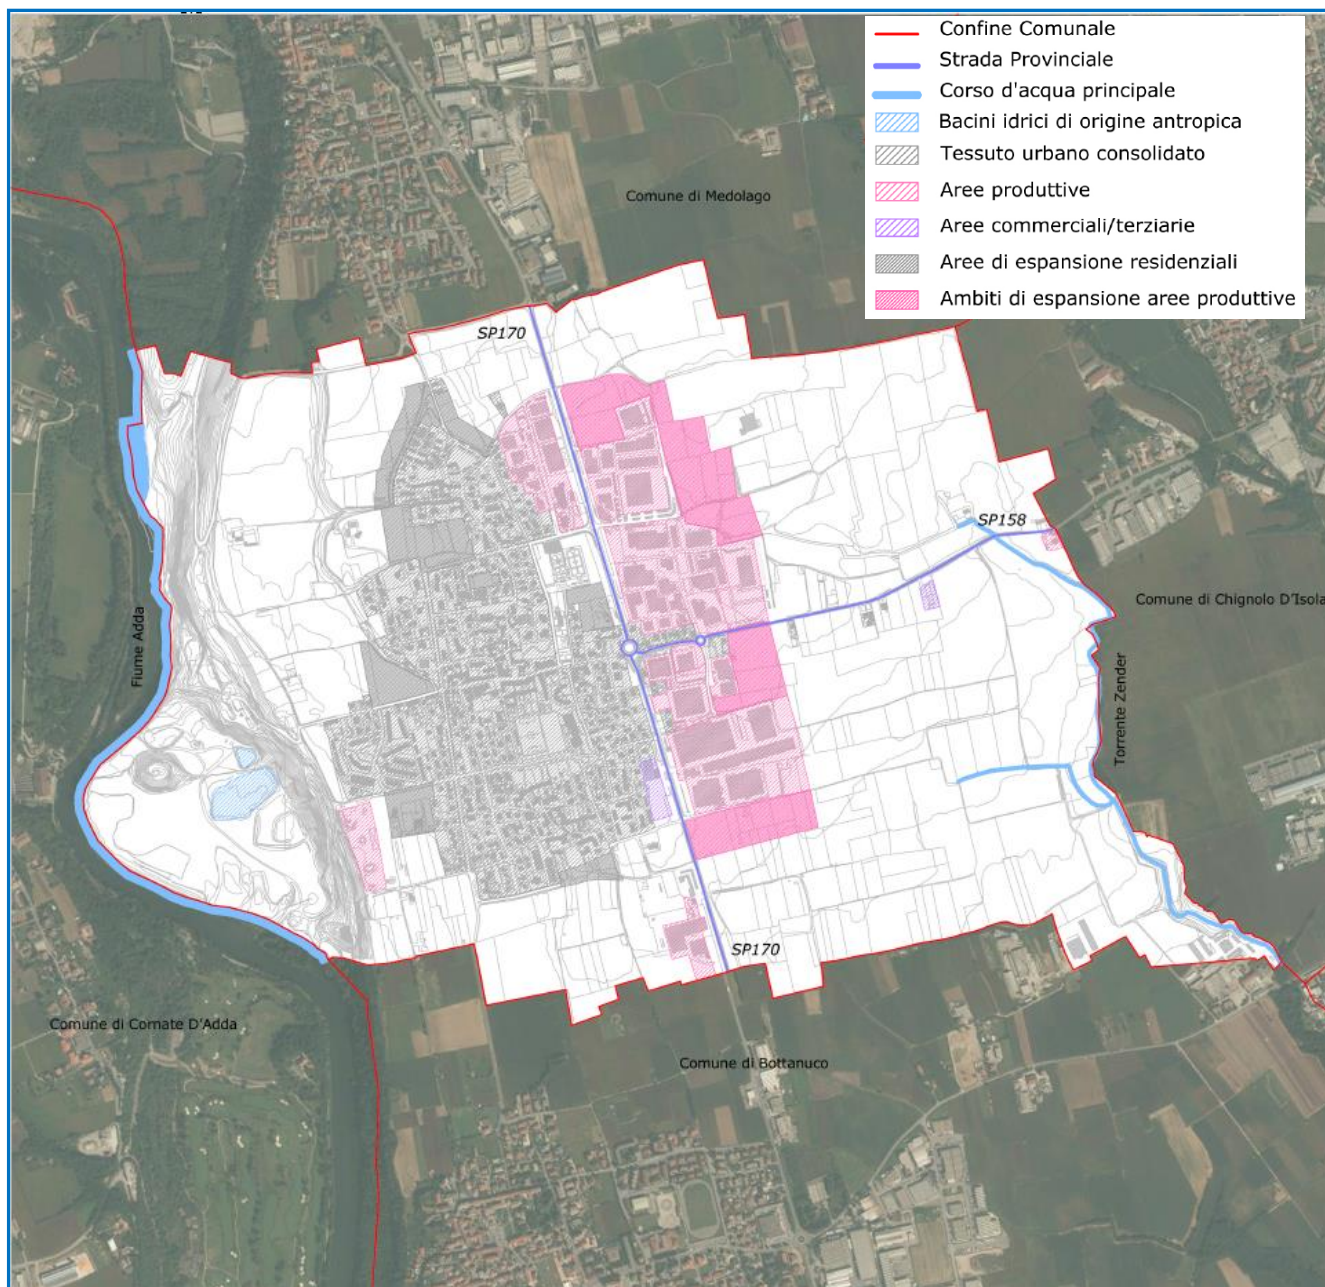 Confine Comunale
Strada Provinciale
Corso d'acqua principale
Bacini idrici di origine antropica
Tessuto urbano consolidato
Aree produttive
Aree commerciali/terziarie
Aree di espansione residenziali
Ambiti di espansione aree produttive
Comune di Medolago
SP170
SP158
Comune di Chignolo D'Isola
Fiume Adda
Torrente Zender
SP170
Comune di Cornate D'Adda
Comune di Bottanuco